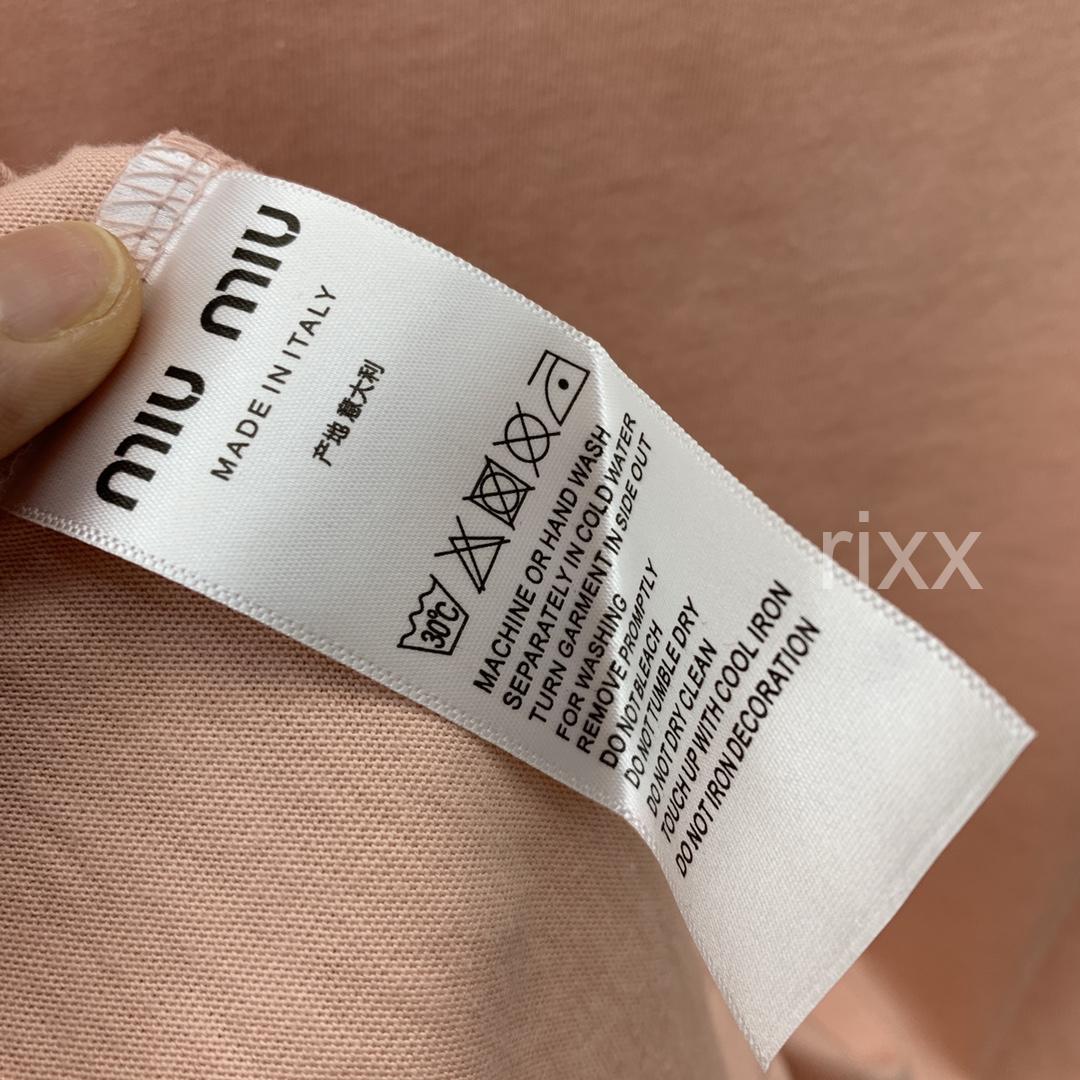 miu miu
MADE IN ITALY
产地 意大利
30℃
MACHINE OR HAND WASH
SEPARATELY IN COLD WATER
TURN GARMENT IN SIDE OUT
FOR WASHING
REMOVE PROMPTLY
DO NOT BLEACH
DO NOT TUMBLE DRY
DO NOT DRY CLEAN
TOUCH UP WITH COOL IRON
DO NOT IRON DECORATION
rixx